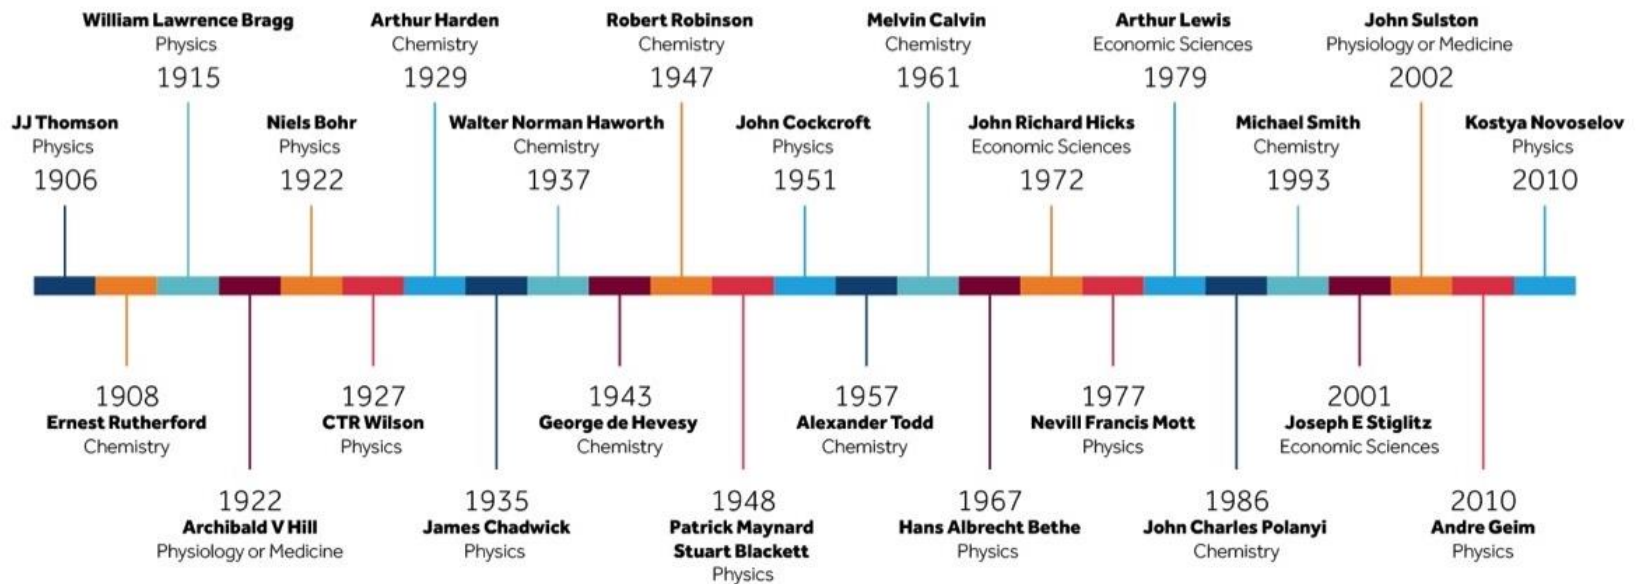 William Lawrence Bragg
Physics
1915
Arthur Harden
Chemistry
1929
Robert Robinson
Chemistry
1947
Melvin Calvin
Chemistry
1961
Arthur Lewis
Economic Sciences
1979
John Sulston
Physiology or Medicine
2002
JJ Thomson
Physics
1906
Niels Bohr
Physics
1922
Walter Norman Haworth
Chemistry
1937
John Cockcroft
Physics
1951
John Richard Hicks
Economic Sciences
1972
Michael Smith
Chemistry
1993
Kostya Novoselov
Physics
2010
1908
Ernest Rutherford
Chemistry
1927
CTR Wilson
Physics
1943
George de Hevesy
Chemistry
1957
Alexander Todd
Chemistry
1977
Nevill Francis Mott
Physics
2001
Joseph E Stiglitz
Economic Sciences
1922
Archibald V Hill
Physiology or Medicine
1935
James Chadwick
Physics
1948
Patrick Maynard
Stuart Blackett
Physics
1967
Hans Albrecht Bethe
Physics
1986
John Charles Polanyi
Chemistry
2010
Andre Geim
Physics